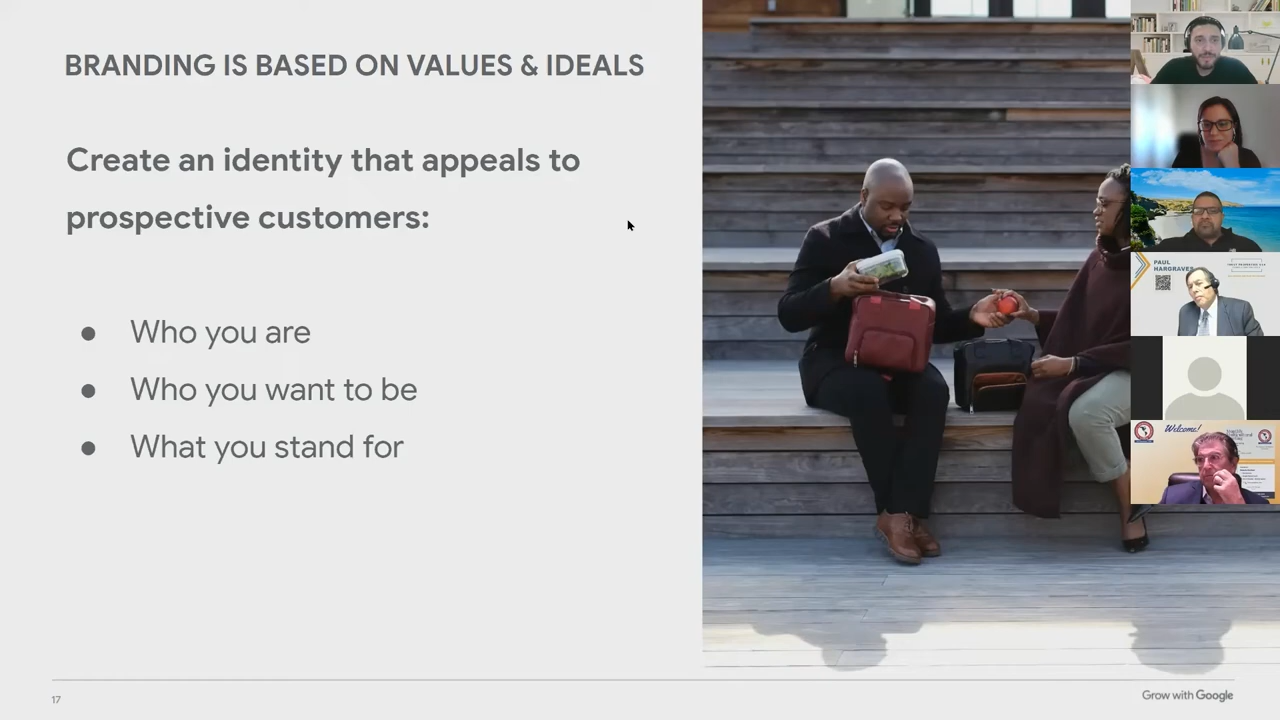 BRANDING IS BASED ON VALUES & IDEALS
Create an identity that appeals to
prospective customers:
● Who you are
● Who you want to be
● What you stand for
17
Grow with Google
PAUL
HARGRAVES
Welcome!